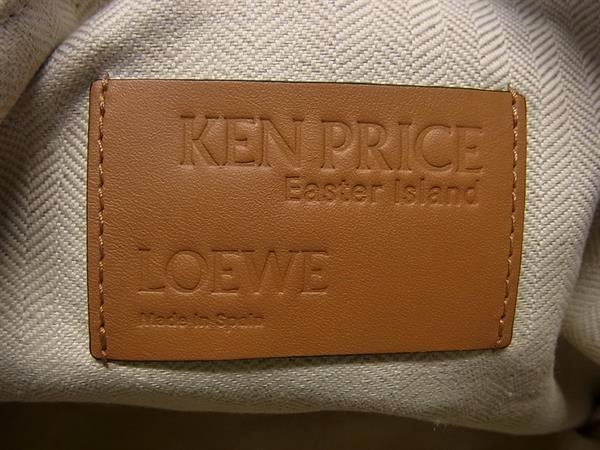 KEN PRICE
Easter Island
LOEWE
Made in Spain